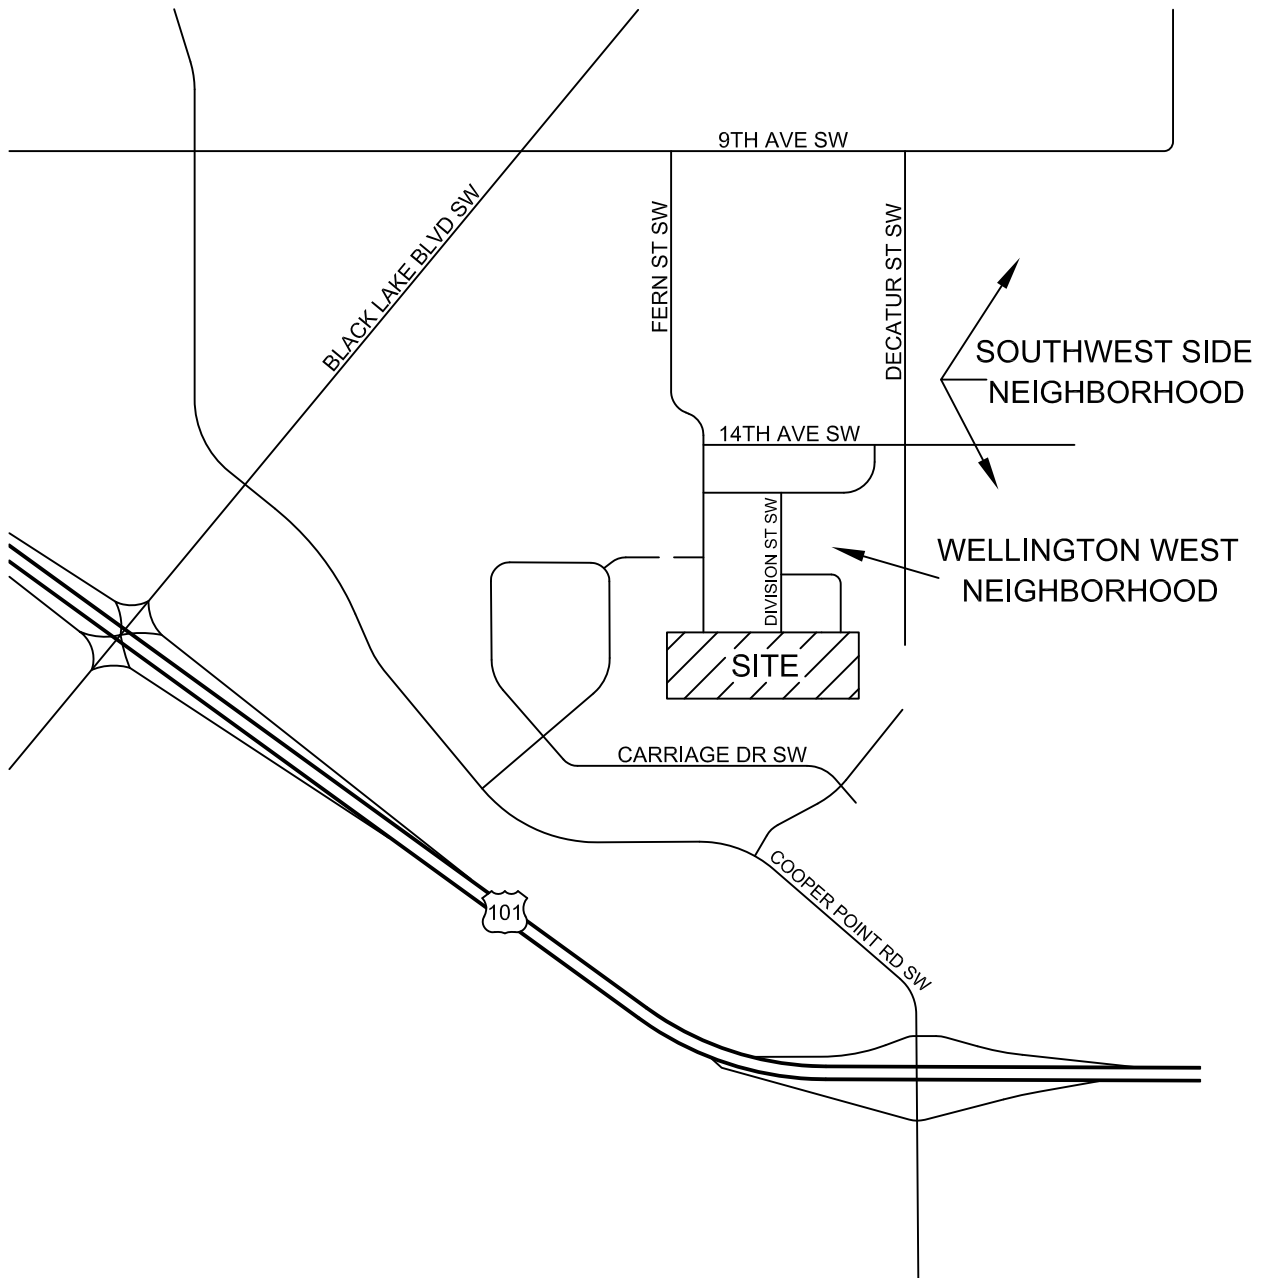 9TH AVE SW
BLACK LAKE BLVD SW
FERN ST SW
DECATUR ST SW
SOUTHWEST SIDE
NEIGHBORHOOD
14TH AVE SW
DIVISION ST SW
WELLINGTON WEST
NEIGHBORHOOD
SITE
CARRIAGE DR SW
COOPER POINT RD SW
101